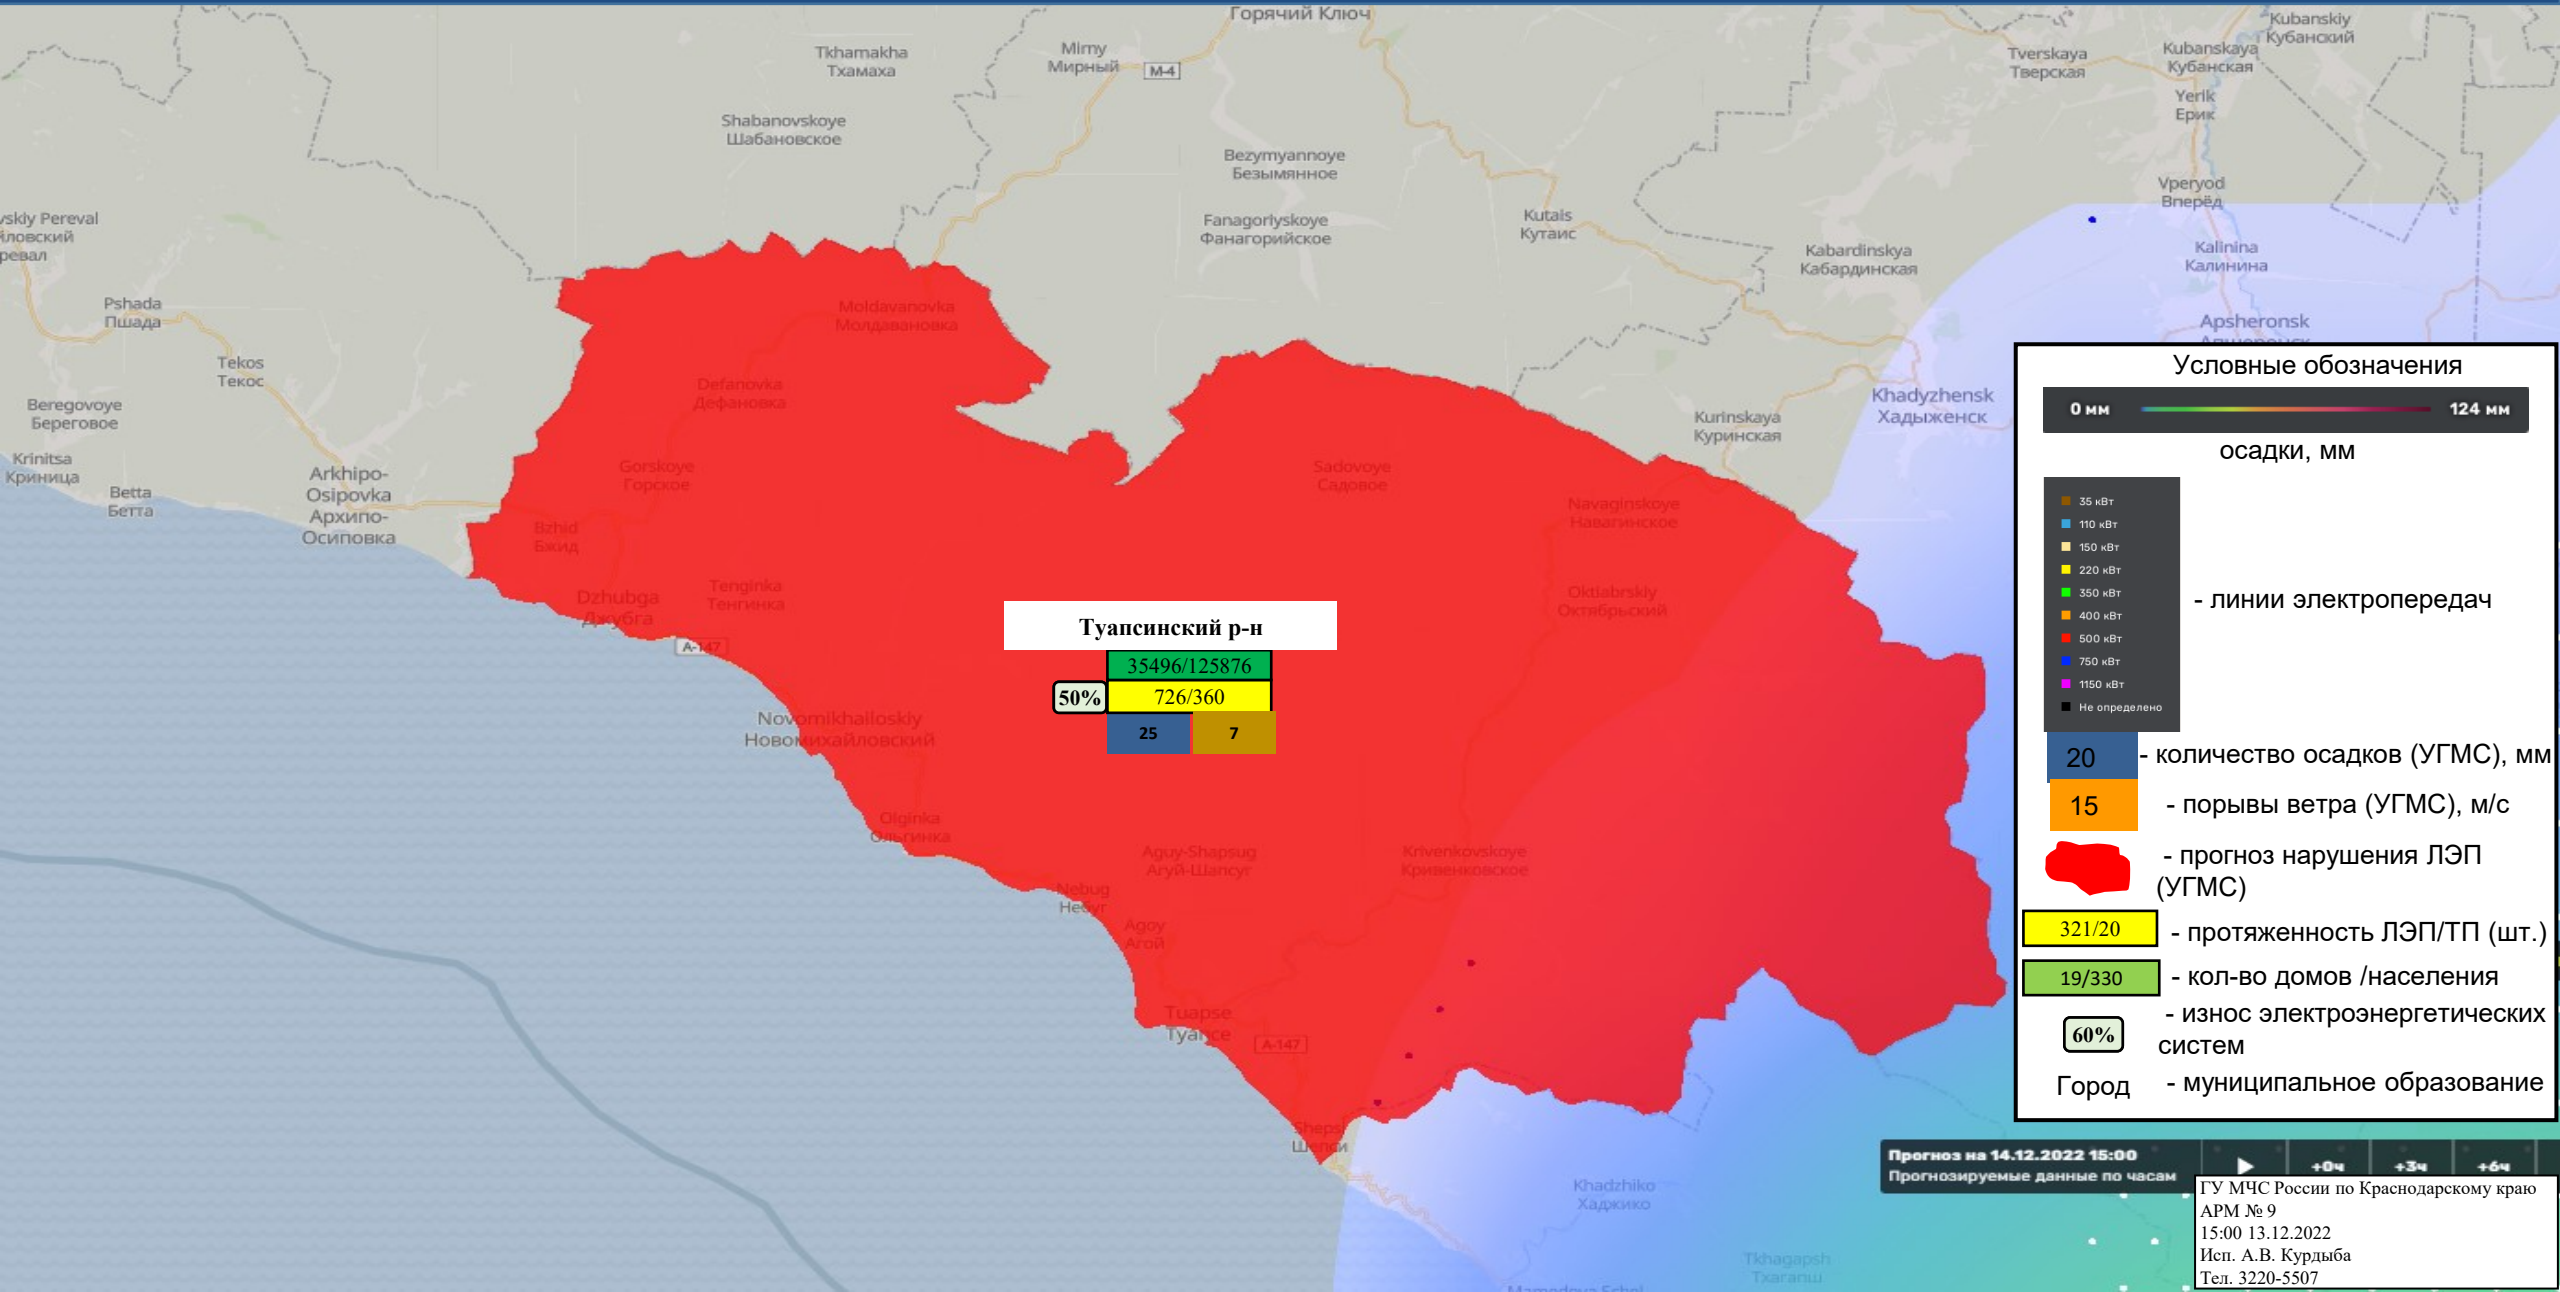 Горячий Ключ
Kubanskiy
Кубанский
Tkhamakha
Тхамаха
Mirny
Мирный
M-4
Tverskaya
Тверская
Kubanskaya
Кубанская
Yerik
Ерик
Shabanovskoye
Шабановское
Bezymyannoye
Безымянное
Vperyod
Вперёд
vskiy Pereval
йловский
ревал
Fanagoriyskoye
Фанагорийское
Kutais
Кутаис
Kabardinskya
Кабардинская
Kalinina
Калинина
Pshada
Пшада
Moldavanovka
Молдавановка
Apsheronsk
Tekos
Текос
Defanovka
Дефановка
Beregovoye
Береговое
Khadyzhensk
Хадыженск
Kurinskaya
Куринская
Krinitsa
Криница
Betta
Бетта
Arkhipo-
Osipovka
Архипо-
Осиповка
Gorskoye
Горское
Sadovoye
Садовое
Navaginskoye
Навагинское
Bzhid
Бжид
Dzhubga
Джубга
Tenginka
Тенгинка
Oktiabrskiy
Октябрьский
A-147
Туапсинский р-н
35496/125876
50%
726/360
25
7
Novomikhailoskiy
Новомихайловский
Olginka
Ольгинка
Aguy-Shapsug
Агуй-Шапсуг
Krivenkovskoye
Кривенковское
Nebug
Небуг
Agoy
Агой
Tuapse
Туапсе
A-147
Shepsi
Шепси
Khadzhiko
Хаджико
Tkhagapsh
Тхагапш
Условные обозначения
0 мм
124 мм
осадки, мм
35 кВт
110 кВт
150 кВт
220 кВт
350 кВт
400 кВт
500 кВт
750 кВт
1150 кВт
Не определено
- линии электропередач
20 - количество осадков (УГМС), мм
15 - порывы ветра (УГМС), м/с
- прогноз нарушения ЛЭП
(УГМС)
321/20 - протяженность ЛЭП/ТП (шт.)
19/330 - кол-во домов /населения
60% - износ электроэнергетических
систем
Город - муниципальное образование
Прогноз на 14.12.2022 15:00
Прогнозируемые данные по часам
+0ч +3ч +6ч
ГУ МЧС России по Краснодарскому краю
АРМ № 9
15:00 13.12.2022
Исп. А.В. Курдыба
Тел. 3220-5507